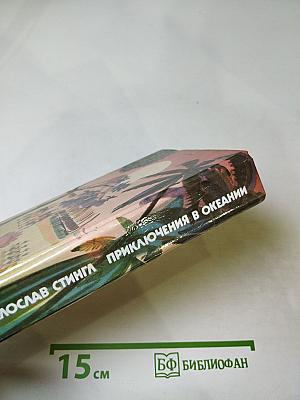 ЛОСЛАВ СТИНГЛ ПРИКЛЮЧЕНИЯ В ОКЕАНИИ
15 см БФ БИБЛИОФАН